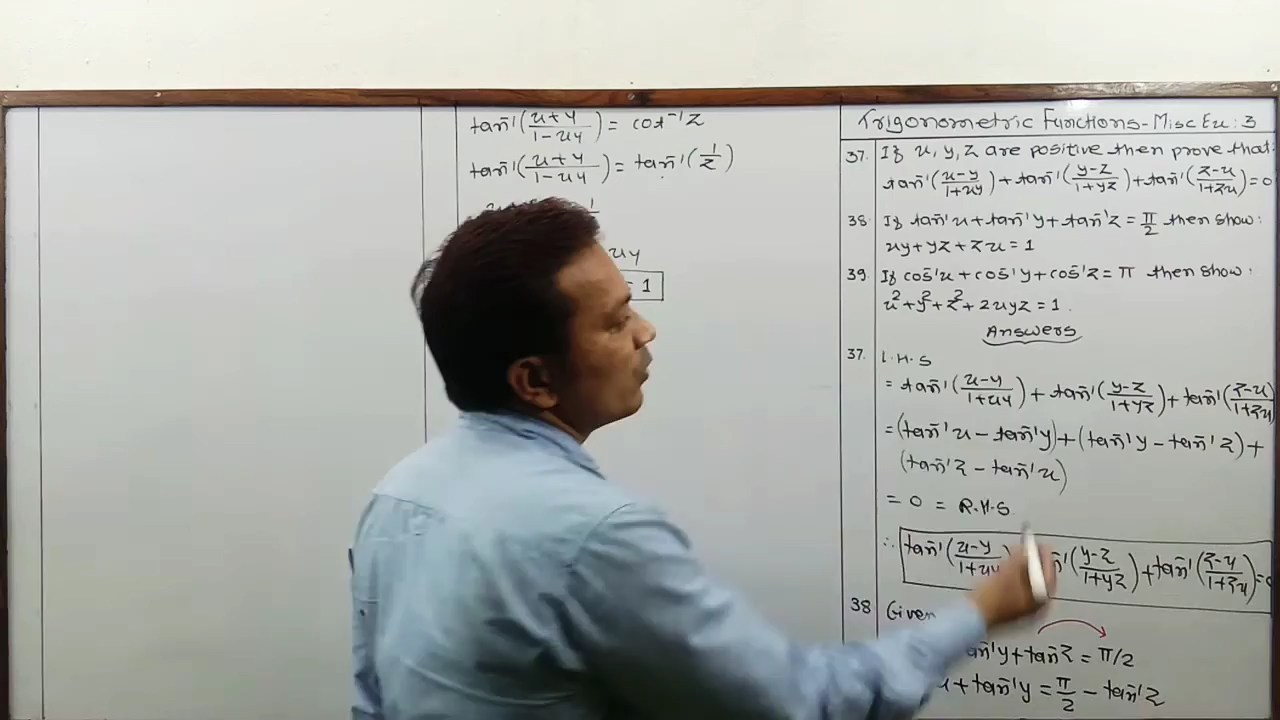 Trigonometric Functions - Misc Ex: 3
37. If x, y, z are positive then prove that:
tan⁻¹((x-y)/(1+xy)) + tan⁻¹((y-z)/(1+yz)) + tan⁻¹((z-x)/(1+zx)) = 0
38. If tan⁻¹x + tan⁻¹y + tan⁻¹z = π/2 then show:
xy + yz + zx = 1
39. If cos⁻¹x + cos⁻¹y + cos⁻¹z = π then show:
x² + y² + z² + 2xyz = 1.
Answers
37. L.H.S
= tan⁻¹((x-y)/(1+xy)) + tan⁻¹((y-z)/(1+yz)) + tan⁻¹((z-x)/(1+zx))
= (tan⁻¹x - tan⁻¹y) + (tan⁻¹y - tan⁻¹z) +
(tan⁻¹z - tan⁻¹x)
= 0 = R.H.S
∴ tan⁻¹((x-y)/(1+xy)) tan⁻¹((y-z)/(1+yz)) + tan⁻¹((z-x)/(1+zx)) = 0
38 Given
tan⁻¹y + tan⁻¹z = π/2
+ tan⁻¹y = π/2 - tan⁻¹z
tan⁻¹((x+y)/(1-xy)) = cot⁻¹z
tan⁻¹((x+y)/(1-xy)) = tan⁻¹(1/z)
xy
= 1